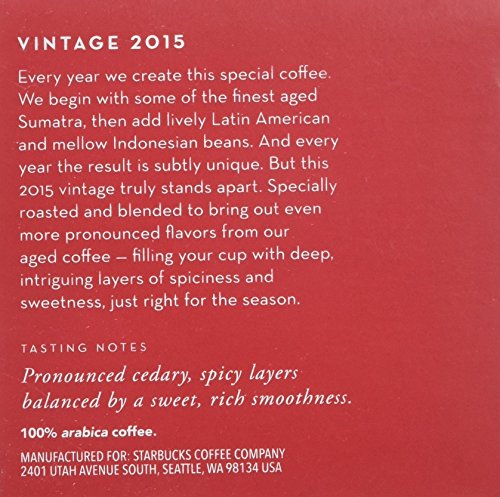 VINTAGE 2015
Every year we create this special coffee.
We begin with some of the finest aged
Sumatra, then add lively Latin American
and mellow Indonesian beans. And every
year the result is subtly unique. But this
2015 vintage truly stands apart. Specially
roasted and blended to bring out even
more pronounced flavors from our
aged coffee — filling your cup with deep,
intriguing layers of spiciness and
sweetness, just right for the season.
TASTING NOTES
Pronounced cedary, spicy layers
balanced by a sweet, rich smoothness.
100% arabica coffee.
MANUFACTURED FOR: STARBUCKS COFFEE COMPANY
2401 UTAH AVENUE SOUTH, SEATTLE, WA 98134 USA